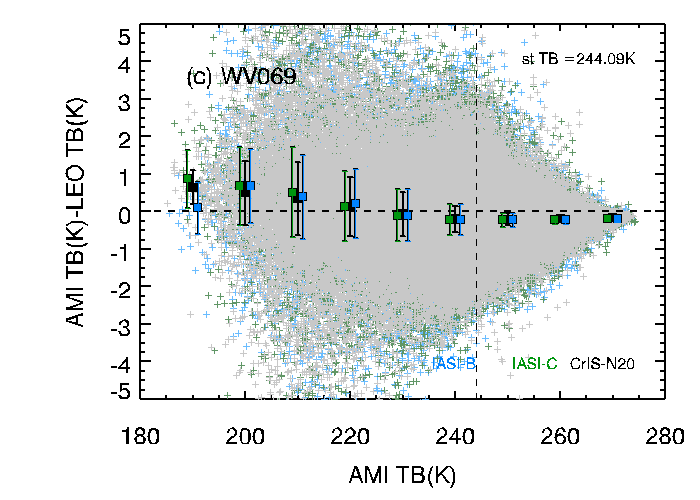 5
4
3
2
1
0
-1
-2
-3
-4
-5
AMI TB(K)-LEO TB(K)
(c) WV069
st TB =244.09K
IASI-B IASI-C CrIS-N20
180 200 220 240 260 280
AMI TB(K)